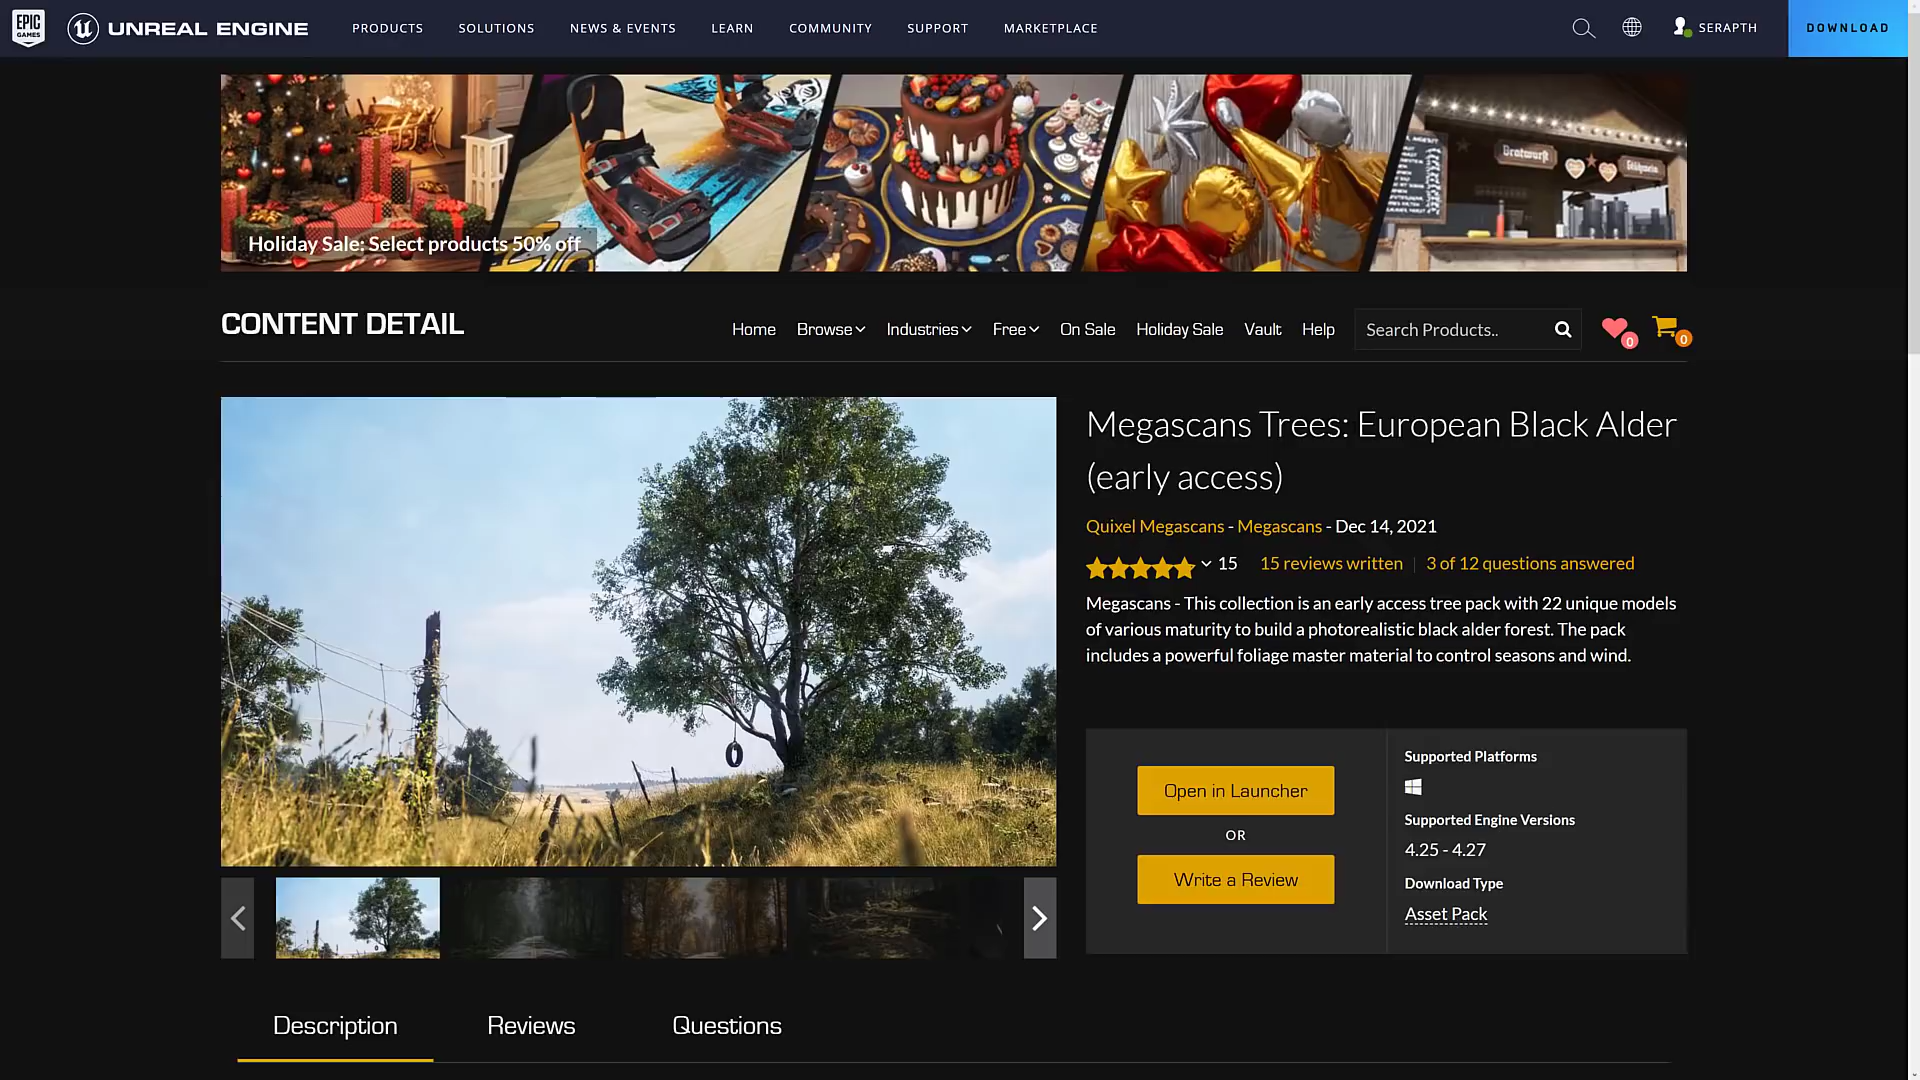 EPIC GAMES
UNREAL ENGINE
PRODUCTS
SOLUTIONS
NEWS & EVENTS
LEARN
COMMUNITY
SUPPORT
MARKETPLACE
SERAPTH
DOWNLOAD
Bratwurst
Holiday Sale: Select products 50% off
CONTENT DETAIL
Home
Browse
Industries
Free
On Sale
Holiday Sale
Vault
Help
Search Products..
0
0
Megascans Trees: European Black Alder
(early access)
Quixel Megascans - Megascans - Dec 14, 2021
15
15 reviews written
3 of 12 questions answered
Megascans - This collection is an early access tree pack with 22 unique models
of various maturity to build a photorealistic black alder forest. The pack
includes a powerful foliage master material to control seasons and wind.
Open in Launcher
OR
Write a Review
Supported Platforms
Supported Engine Versions
4.25 - 4.27
Download Type
Asset Pack
Description
Reviews
Questions